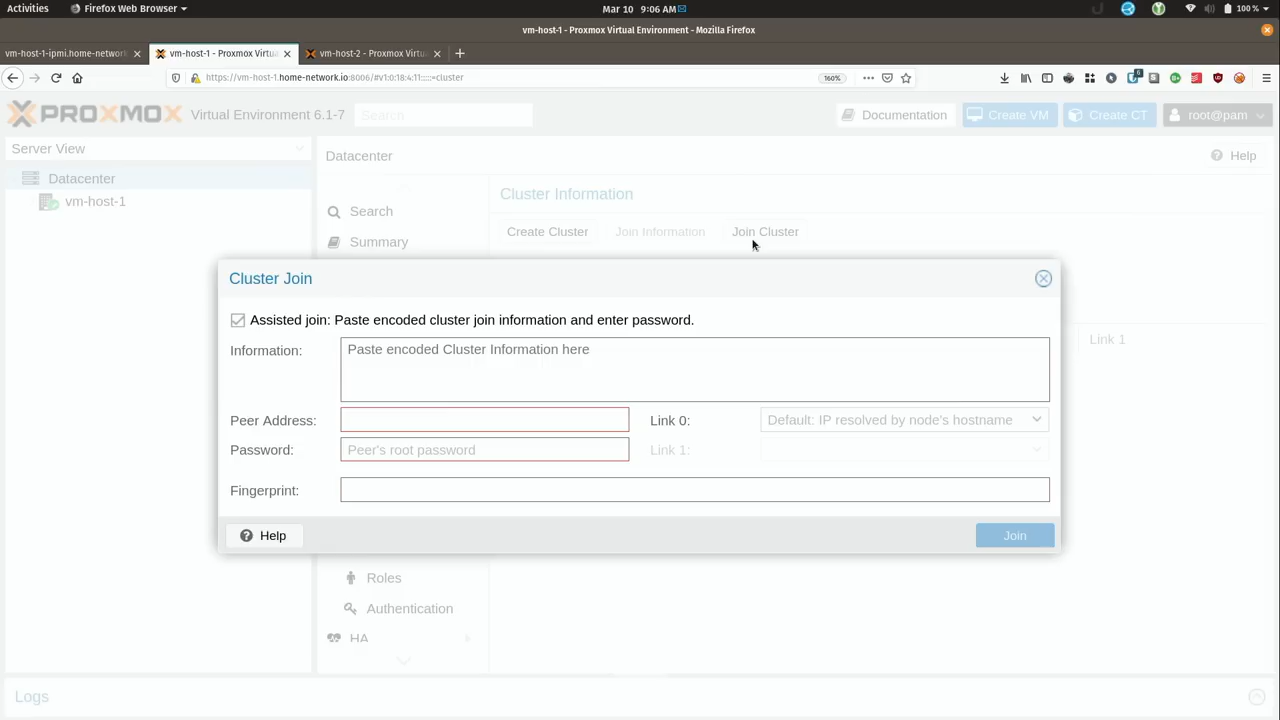 Activities
Firefox Web Browser
Mar 10 9:06 AM
100 %
vm-host-1 - Proxmox Virtual Environment - Mozilla Firefox
vm-host-1-ipmi.home-network
vm-host-1 - Proxmox Virtu
vm-host-2 - Proxmox Virtu
https://vm-host-1.home-network.io:8006/#v1:0:18:4:11:::::=cluster
160%
PROXMOX
Virtual Environment 6.1-7
Search
Documentation
Create VM
Create CT
root@pam
Server View
Datacenter
Help
Datacenter
vm-host-1
Search
Summary
Cluster Information
Create Cluster
Join Information
Join Cluster
Link 1
Cluster Join
Assisted join: Paste encoded cluster join information and enter password.
Information:
Paste encoded Cluster Information here
Peer Address:
Link 0:
Default: IP resolved by node's hostname
Password:
Peer's root password
Link 1:
Fingerprint:
Help
Join
Roles
Authentication
HA
Logs